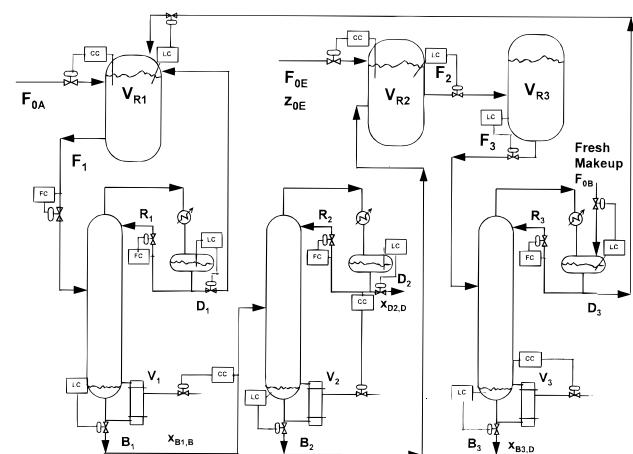 CC
LC
F0A
VR1
F1
FC
R1
FC
LC
D1
LC
V1
CC
B1
xB1,B
CC
F0E
z0E
VR2
LC
F2
VR3
LC
F3
R2
FC
LC
D2
CC
xD2,D
LC
V2
B2
Fresh
Makeup
F0B
R3
FC
LC
D3
CC
LC
V3
B3
xB3,D